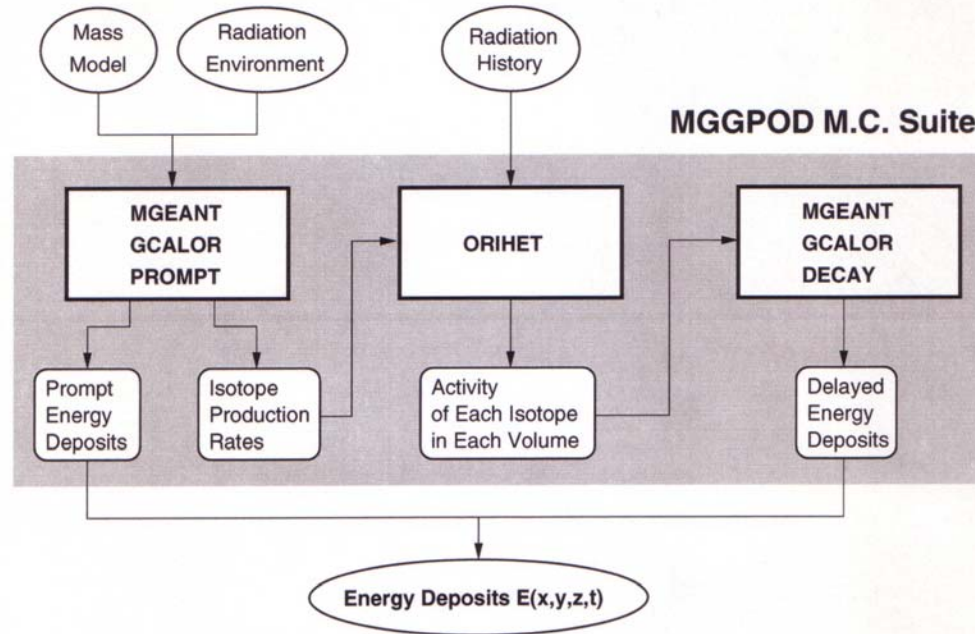 Mass
Model
Radiation
Environment
Radiation
History
MGGPOD M.C. Suite
MGEANT
GCALOR
PROMPT
ORIHET
MGEANT
GCALOR
DECAY
Prompt
Energy
Deposits
Isotope
Production
Rates
Activity
of Each Isotope
in Each Volume
Delayed
Energy
Deposits
Energy Deposits E(x,y,z,t)